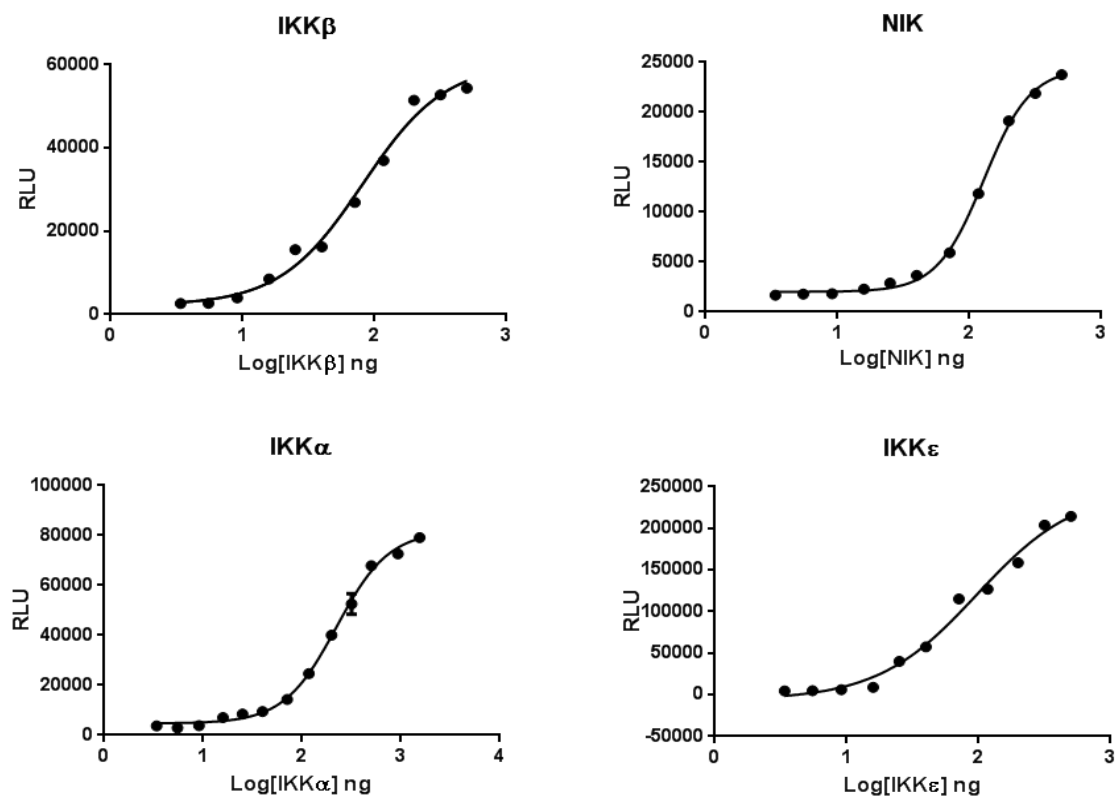 IKKβ
60000
40000
20000
0
RLU
0 1 2 3
Log[IKKβ] ng
NIK
25000
20000
15000
10000
5000
0
RLU
0 1 2 3
Log[NIK] ng
IKKα
100000
80000
60000
40000
20000
0
RLU
0 1 2 3 4
Log[IKKα] ng
IKKε
250000
200000
150000
100000
50000
0
-50000
RLU
0 1 2 3
Log[IKKε] ng